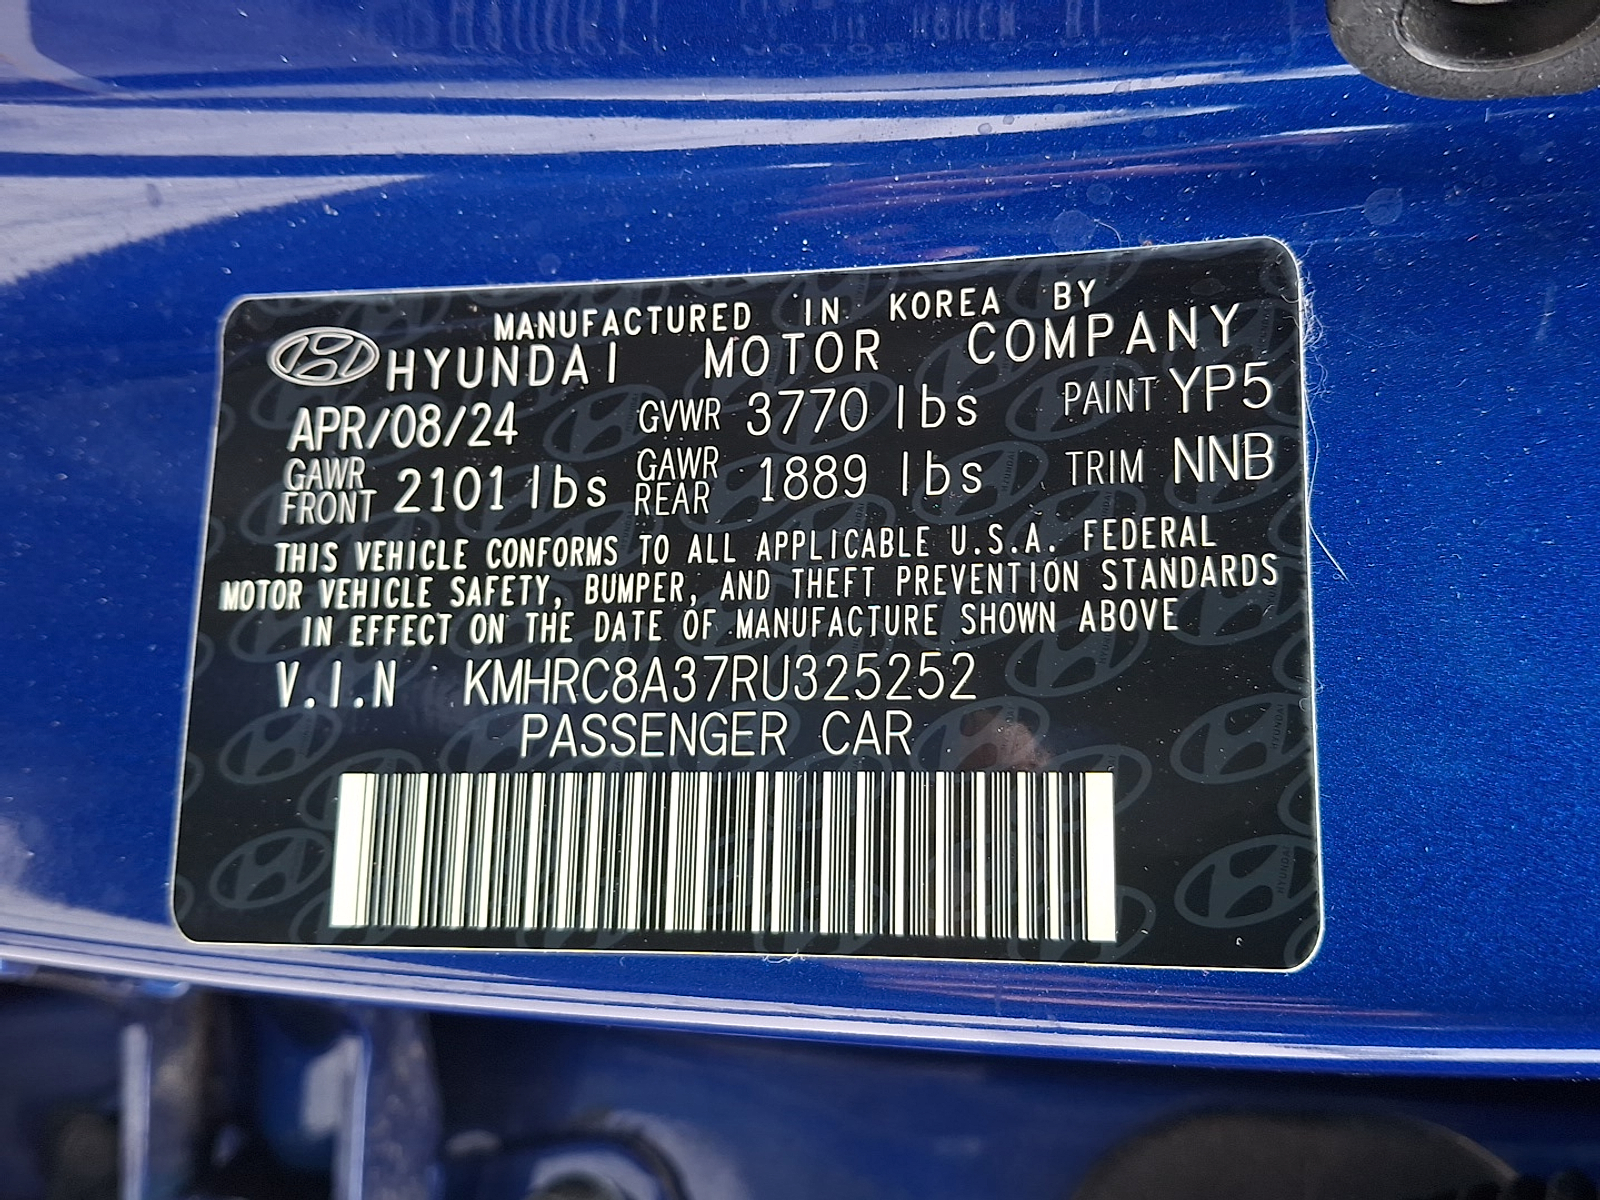 MANUFACTURED IN KOREA BY
HYUNDAI MOTOR COMPANY
APR/08/24 GVWR 3770 lbs PAINT YP5
GAWR FRONT 2101 lbs GAWR REAR 1889 lbs TRIM NNB
THIS VEHICLE CONFORMS TO ALL APPLICABLE U.S.A. FEDERAL
MOTOR VEHICLE SAFETY, BUMPER, AND THEFT PREVENTION STANDARDS
IN EFFECT ON THE DATE OF MANUFACTURE SHOWN ABOVE
V.I.N KMHRC8A37RU325252
PASSENGER CAR